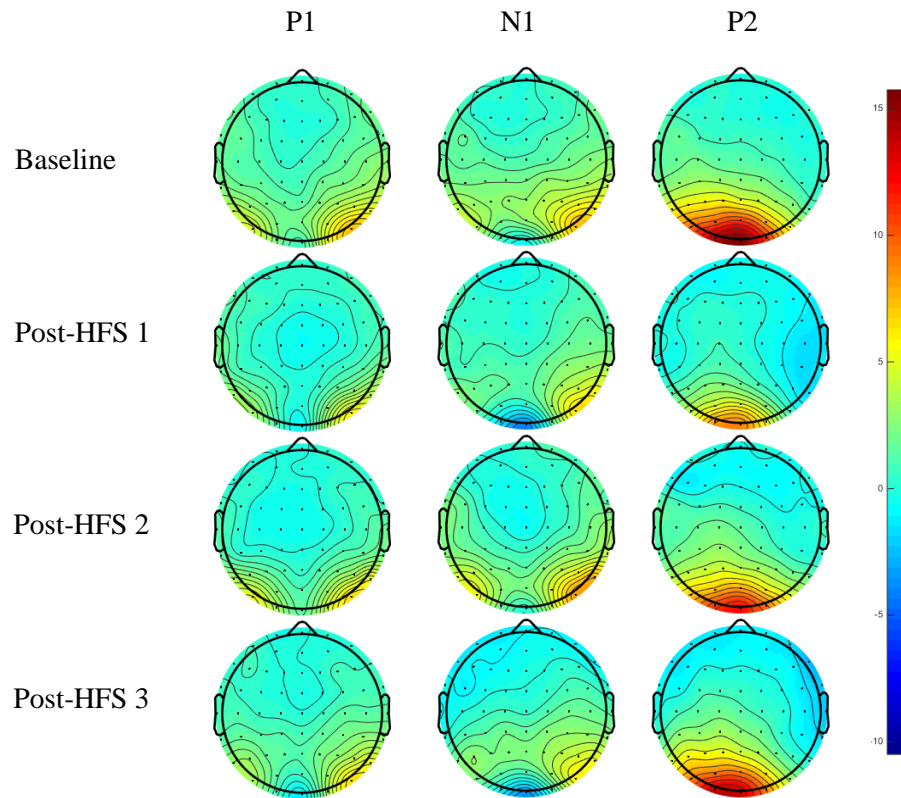 P1 N1 P2
Baseline
Post-HFS 1
Post-HFS 2
Post-HFS 3
15
10
5
0
-5
-10